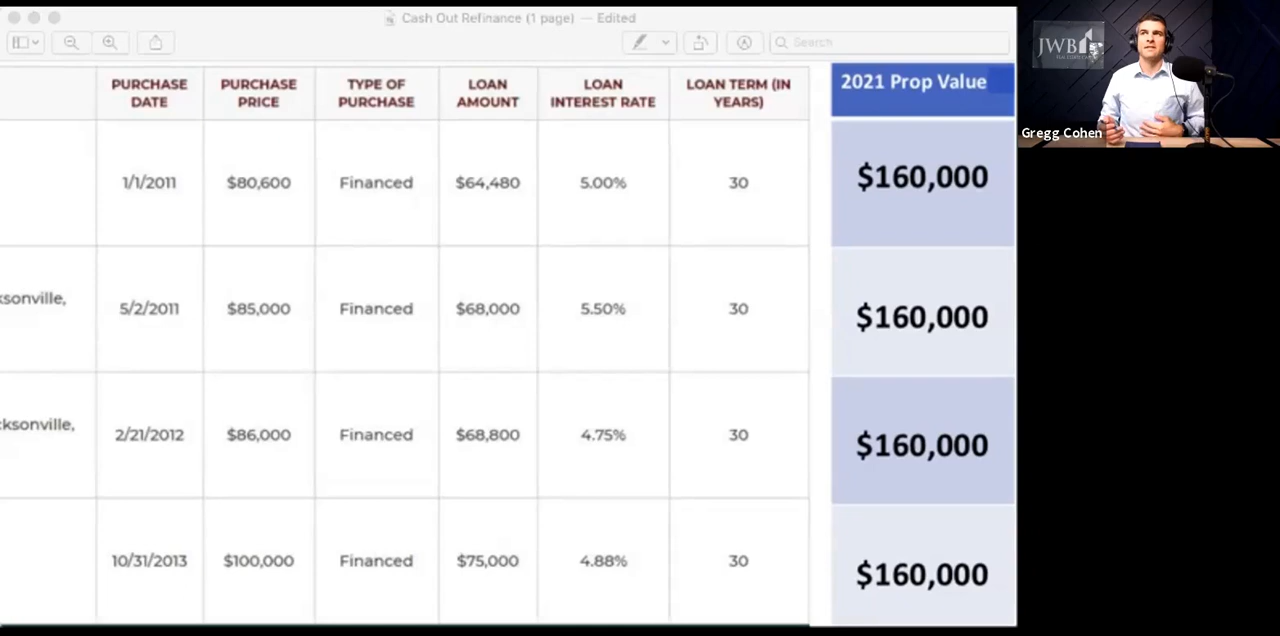 Cash Out Refinance (1 page) — Edited
Search
PURCHASE DATE
PURCHASE PRICE
TYPE OF PURCHASE
LOAN AMOUNT
LOAN INTEREST RATE
LOAN TERM (IN YEARS)
2021 Prop Value
1/1/2011 $80,600 Financed $64,480 5.00% 30 $160,000
ksonville, 5/2/2011 $85,000 Financed $68,000 5.50% 30 $160,000
cksonville, 2/21/2012 $86,000 Financed $68,800 4.75% 30 $160,000
10/31/2013 $100,000 Financed $75,000 4.88% 30 $160,000
JWB
Gregg Cohen